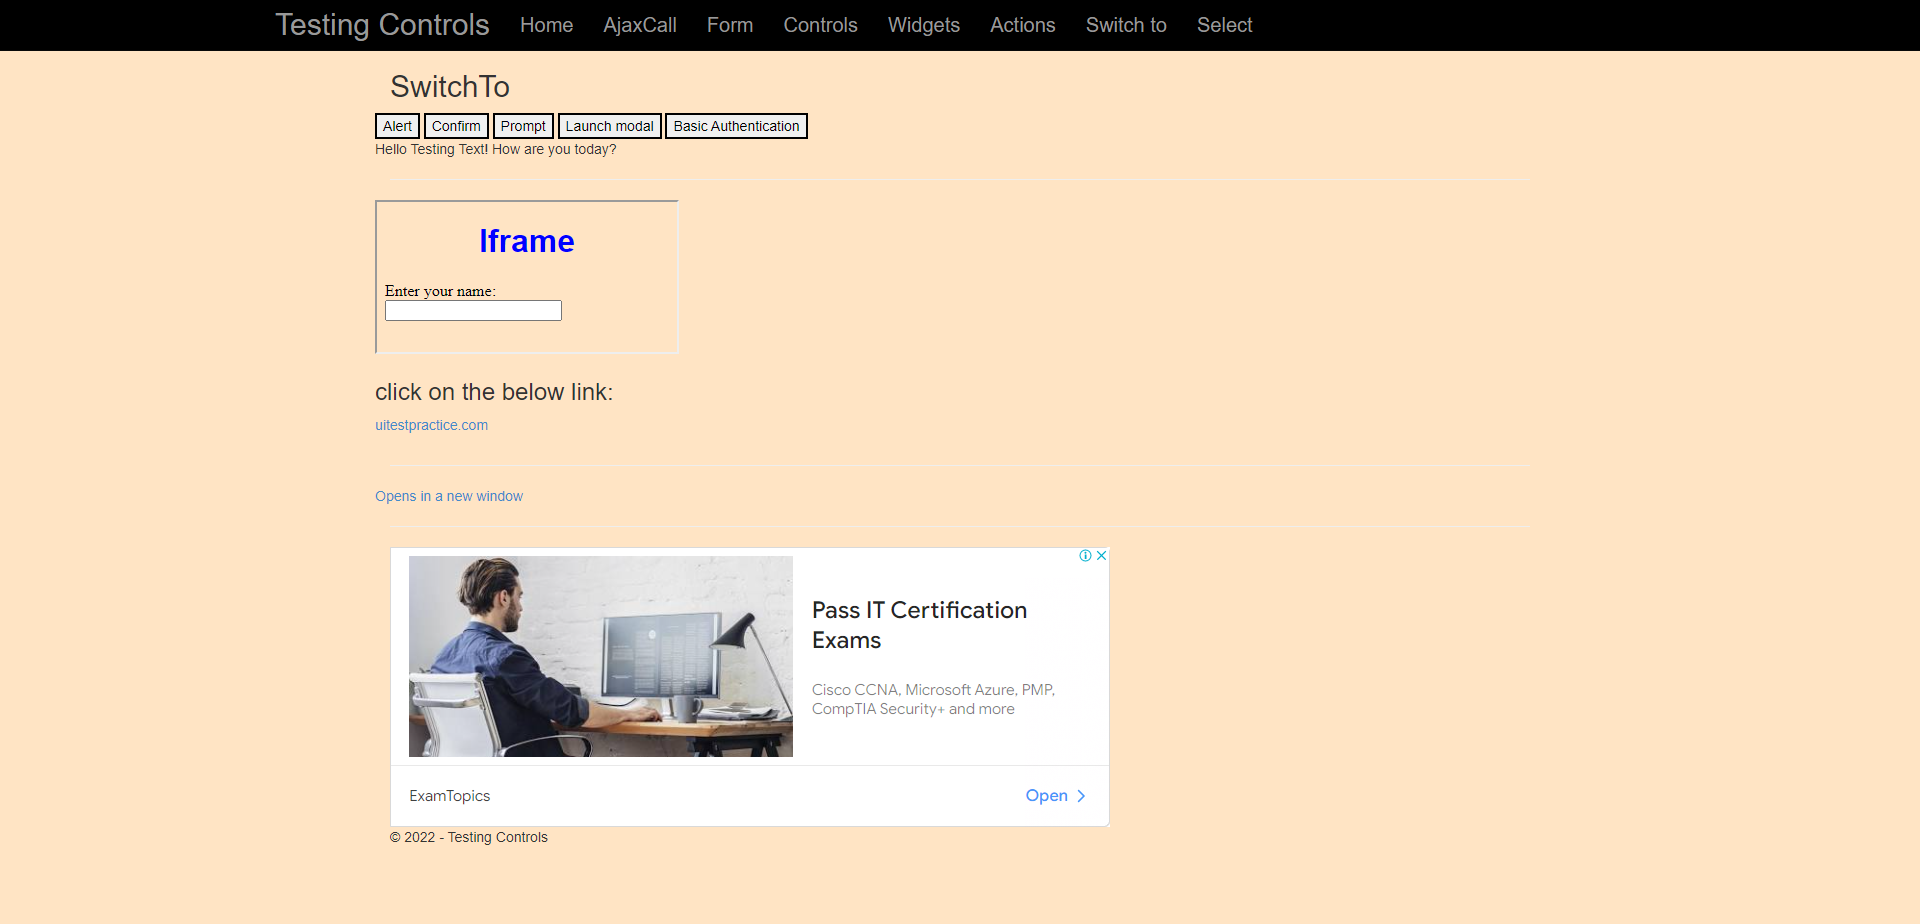 Testing Controls Home AjaxCall Form Controls Widgets Actions Switch to Select
SwitchTo
Alert Confirm Prompt Launch modal Basic Authentication
Hello Testing Text! How are you today?
Iframe
Enter your name:
click on the below link:
uitestpractice.com
Opens in a new window
Pass IT Certification
Exams
Cisco CCNA, Microsoft Azure, PMP,
CompTIA Security+ and more
ExamTopics Open
© 2022 - Testing Controls